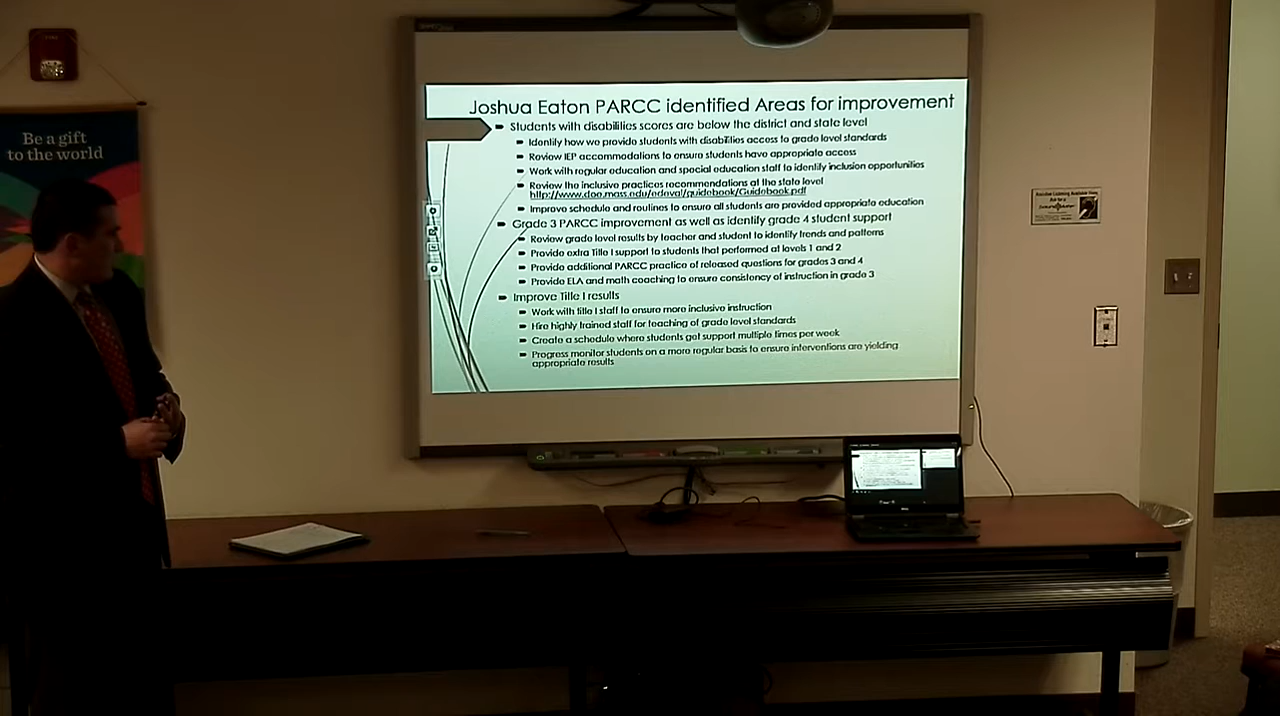 Be a gift
to the world
Joshua Eaton PARCC identified Areas for improvement
Students with disabilities scores are below the district and state level
Identify how we provide students with disabilities access to grade level standards
Review IEP accommodations to ensure students have appropriate access
Work with regular education and special education staff to identify inclusion opportunities
Review the inclusive practices recommendations at the state level
http://www.doe.mass.edu/edeval/guidebook/Guidebook.pdf
Improve schedule and routines to ensure all students are provided appropriate education
Grade 3 PARCC improvement as well as identify grade 4 student support
Review grade level results by teacher and student to identify trends and patterns
Provide extra Title I support to students that performed at levels 1 and 2
Provide additional PARCC practice of released questions for grades 3 and 4
Provide ELA and math coaching to ensure consistency of instruction in grade 3
Improve Title I results
Work with title I staff to ensure more inclusive instruction
Hire highly trained staff for teaching of grade level standards
Create a schedule where students get support multiple times per week
Progress monitor students on a more regular basis to ensure interventions are yielding
appropriate results